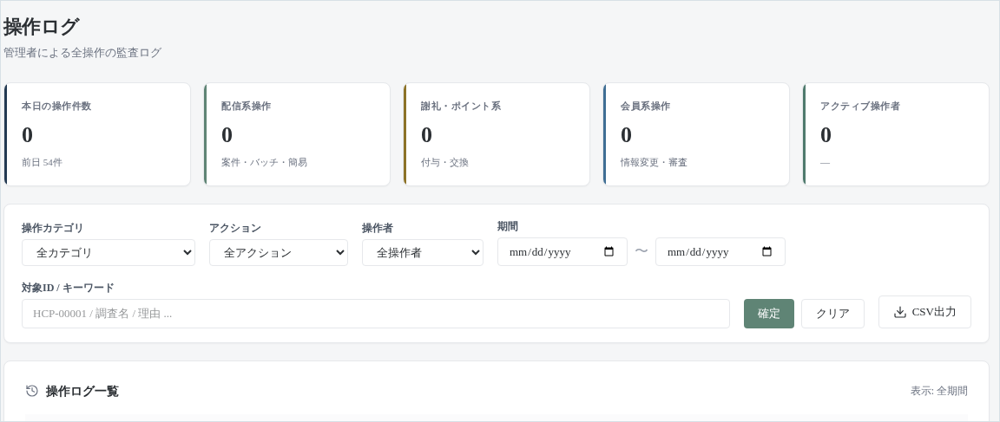 操作ログ
管理者による全操作の監査ログ
本日の操作件数
0
前日 54件
配信系操作
0
案件・バッチ・簡易
謝礼・ポイント系
0
付与・交換
会員系操作
0
情報変更・審査
アクティブ操作者
0
—
操作カテゴリ
全カテゴリ
アクション
全アクション
操作者
全操作者
期間
mm/dd/yyyy 〜 mm/dd/yyyy
対象ID / キーワード
HCP-00001 / 調査名 / 理由 ...
確定
クリア
CSV出力
操作ログ一覧
表示: 全期間